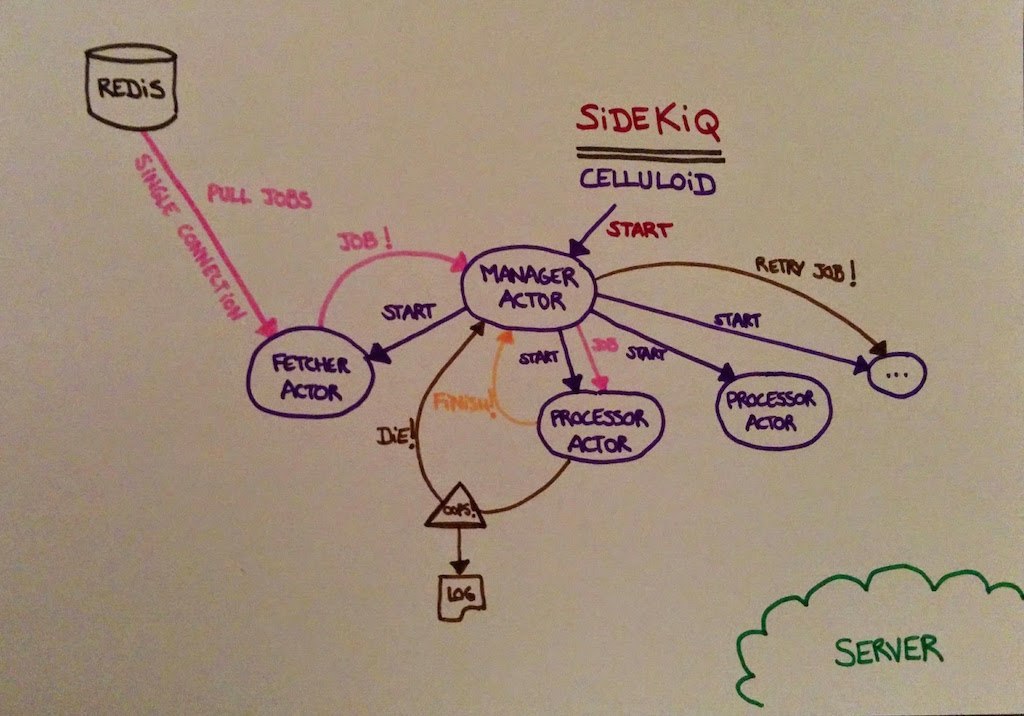 REDiS
SiDEKiQ
CELLULOiD
SINGLE CONNECTION
PULL JOBS
START
JOB!
MANAGER
ACTOR
RETRY JOB!
START
START
FETCHER
ACTOR
START
JOB
START
...
FiNISH!
PROCESSOR
ACTOR
PROCESSOR
ACTOR
DiE!
OOPS!
LOG
SERVER